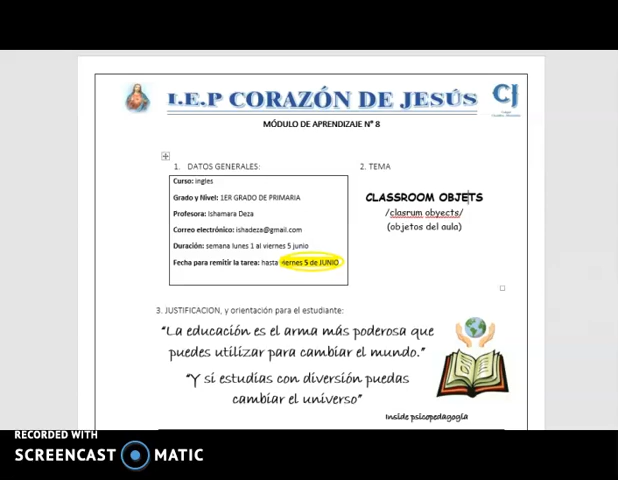 I.E.P CORAZÓN DE JESÚS
CJ
MÓDULO DE APRENDIZAJE N° 8
1. DATOS GENERALES:
Curso: ingles
Grado y Nivel: 1ER GRADO DE PRIMARIA
Profesora: Ishamara Deza
Correo electrónico: ishadeza@gmail.com
Duración: semana lunes 1 al viernes 5 junio
Fecha para remitir la tarea: hasta viernes 5 de JUNIO
2. TEMA
CLASSROOM OBJETS
/clasrum obyects/
(objetos del aula)
3. JUSTIFICACION, y orientación para el estudiante:
"La educación es el arma más poderosa que
puedes utilizar para cambiar el mundo."
"Y si estudias con diversión puedas
cambiar el universo"
Inside psicopedagogía
RECORDED WITH
SCREENCAST MATIC